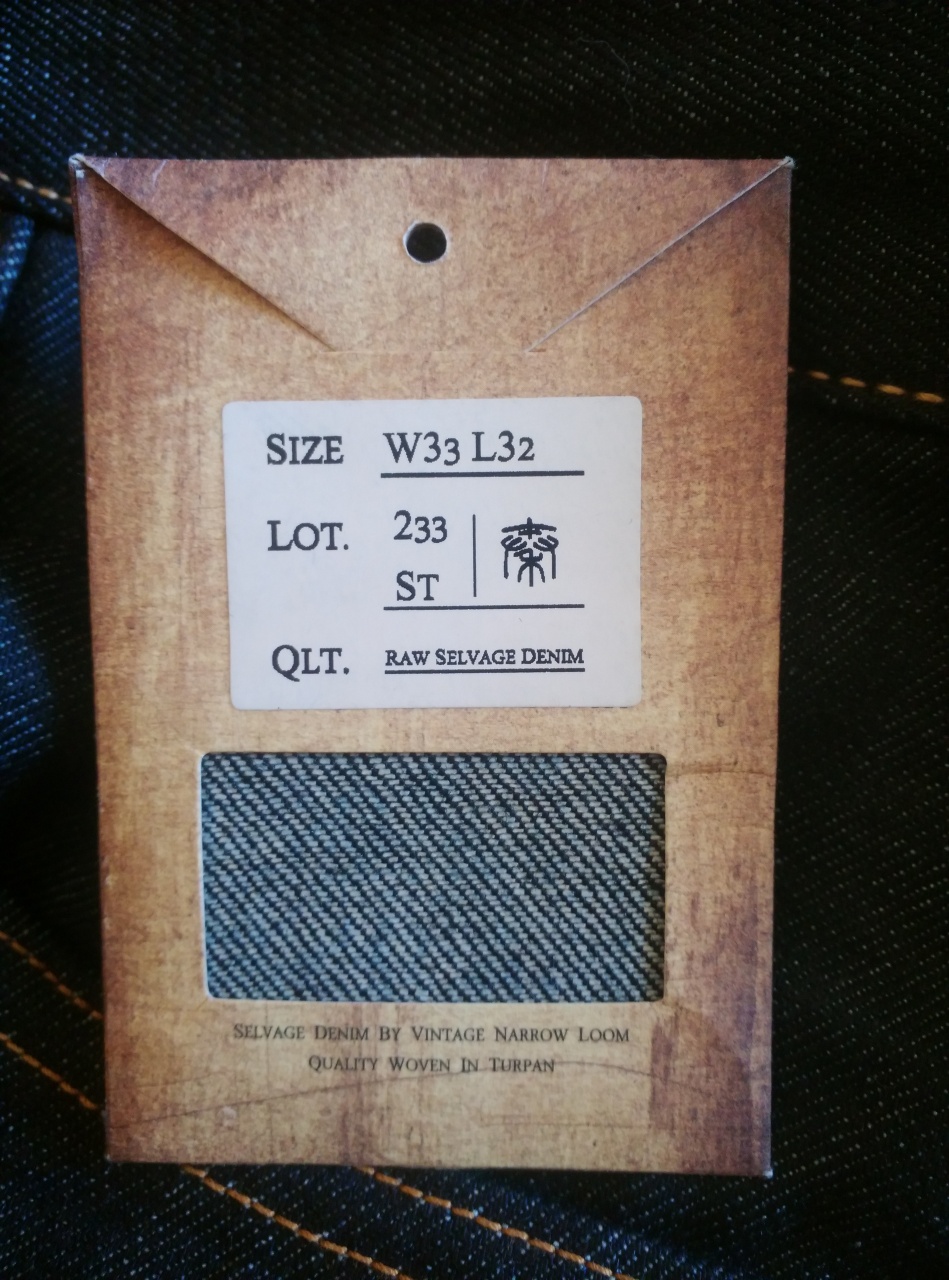 SIZE W33 L32
LOT. 233
ST
QLT. RAW SELVAGE DENIM
SELVAGE DENIM BY VINTAGE NARROW LOOM
QUALITY WOVEN IN TURPAN